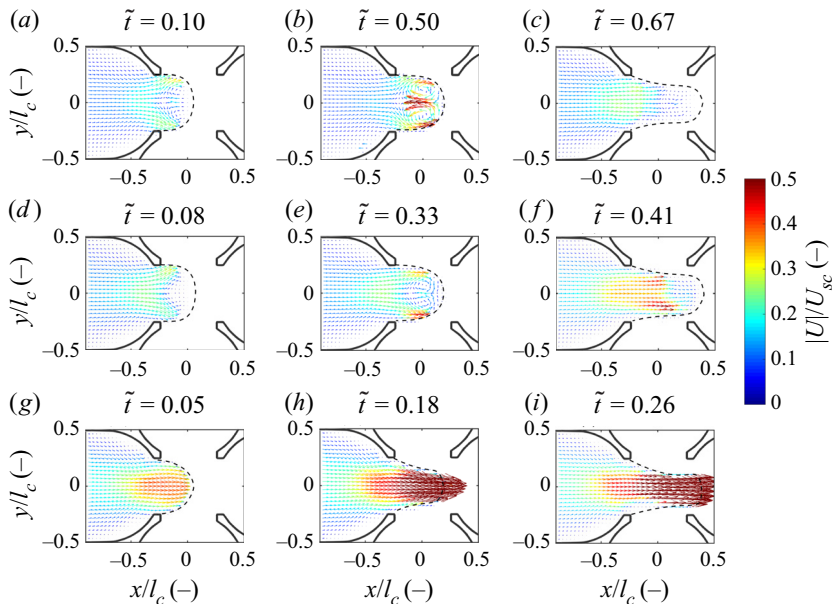 (a) t̃ = 0.10 (b) t̃ = 0.50 (c) t̃ = 0.67
0.5
y/l_c (–) 0
–0.5
–0.5 0 0.5 –0.5 0 0.5 –0.5 0 0.5
(d) t̃ = 0.08 (e) t̃ = 0.33 (f) t̃ = 0.41
0.5
y/l_c (–) 0
–0.5
–0.5 0 0.5 –0.5 0 0.5 –0.5 0 0.5
(g) t̃ = 0.05 (h) t̃ = 0.18 (i) t̃ = 0.26
0.5
y/l_c (–) 0
–0.5
–0.5 0 0.5 –0.5 0 0.5 –0.5 0 0.5
x/l_c (–) x/l_c (–) x/l_c (–)
0.5
0.4
0.3
0.2
0.1
0
|U|/U_sc (–)